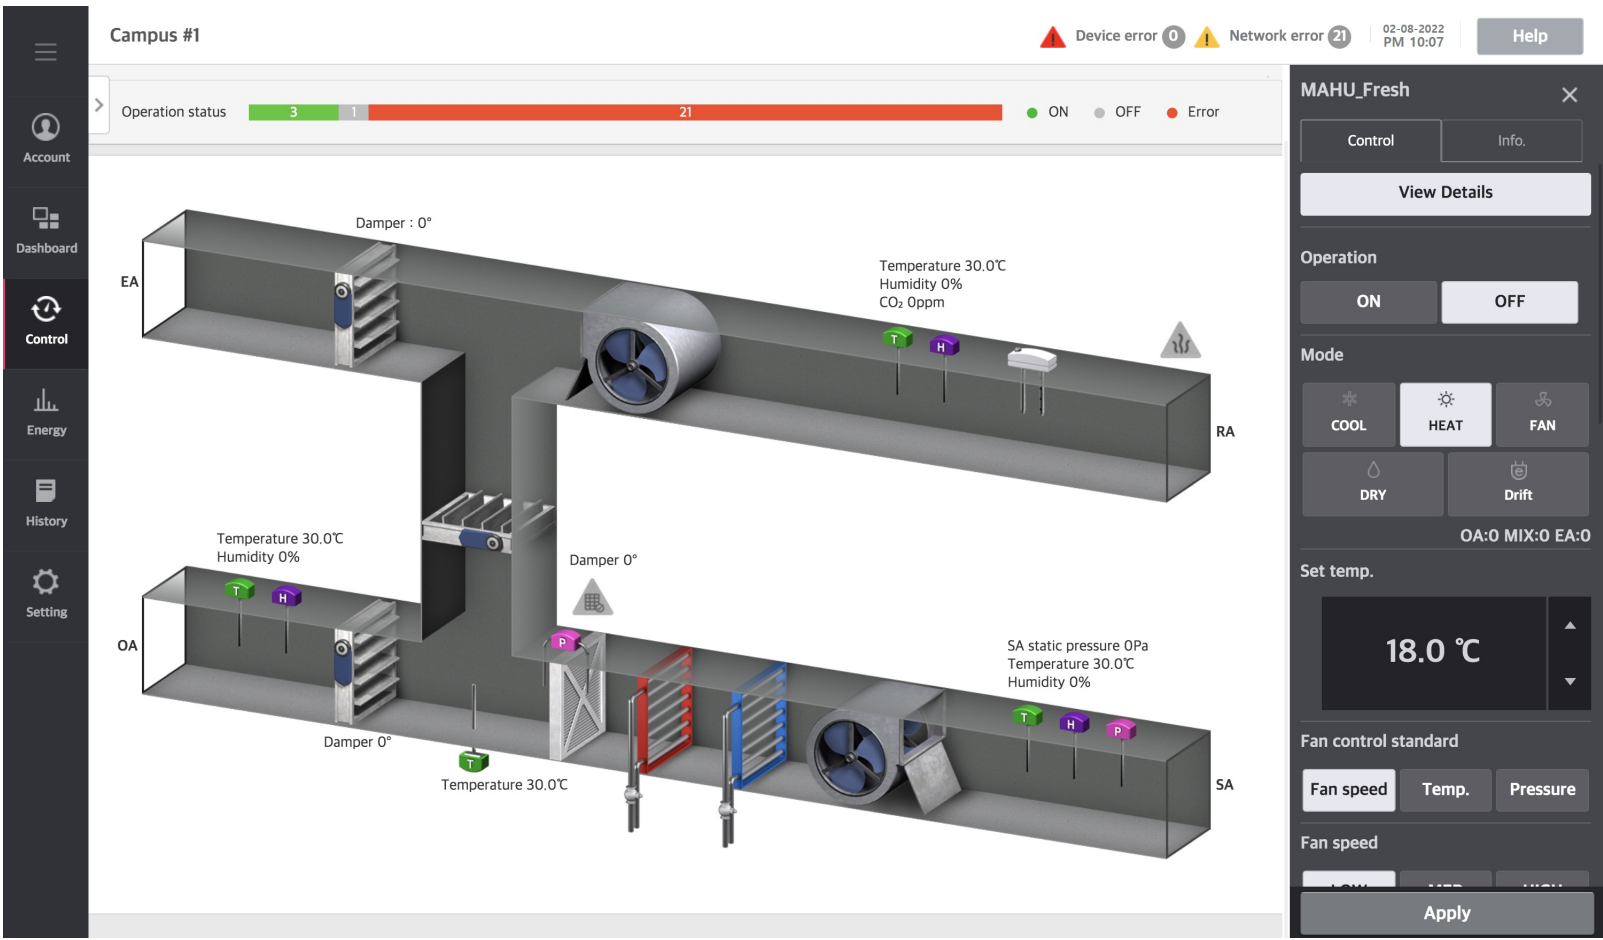 Campus #1
Device error 0
Network error 21
02-08-2022
PM 10:07
Help
Account
Dashboard
Control
Energy
History
Setting
Operation status
3
1
21
ON
OFF
Error
Damper : 0°
EA
Temperature 30.0℃
Humidity 0%
CO₂ 0ppm
T
H
RA
Temperature 30.0℃
Humidity 0%
T
H
OA
Damper 0°
Damper 0°
P
T
Temperature 30.0℃
SA static pressure 0Pa
Temperature 30.0℃
Humidity 0%
T
H
P
SA
MAHU_Fresh
Control
Info.
View Details
Operation
ON
OFF
Mode
COOL
HEAT
FAN
DRY
Drift
OA:0 MIX:0 EA:0
Set temp.
18.0 ℃
Fan control standard
Fan speed
Temp.
Pressure
Fan speed
LOW
MED
HIGH
Apply